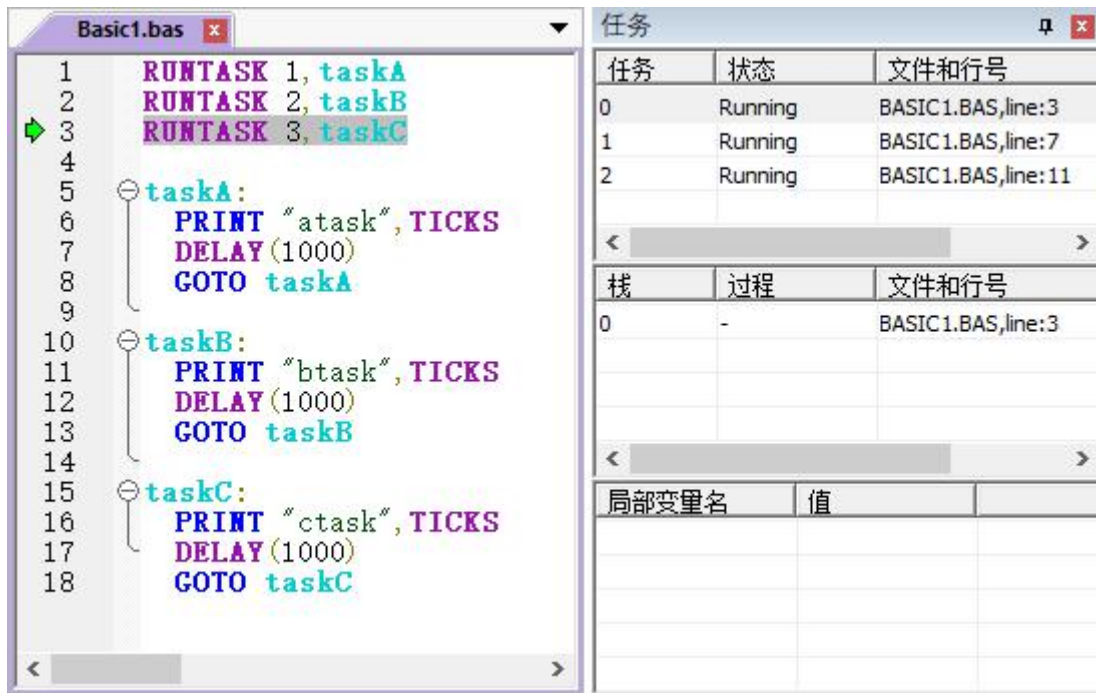 Basic1.bas
1 RUNTASK 1,taskA
2 RUNTASK 2,taskB
3 RUNTASK 3,taskC
4
5 taskA:
6 PRINT "atask",TICKS
7 DELAY(1000)
8 GOTO taskA
9
10 taskB:
11 PRINT "btask",TICKS
12 DELAY(1000)
13 GOTO taskB
14
15 taskC:
16 PRINT "ctask",TICKS
17 DELAY(1000)
18 GOTO taskC
任务
任务 状态 文件和行号
0 Running BASIC1.BAS,line:3
1 Running BASIC1.BAS,line:7
2 Running BASIC1.BAS,line:11
栈 过程 文件和行号
0 - BASIC1.BAS,line:3
局部变量名 值